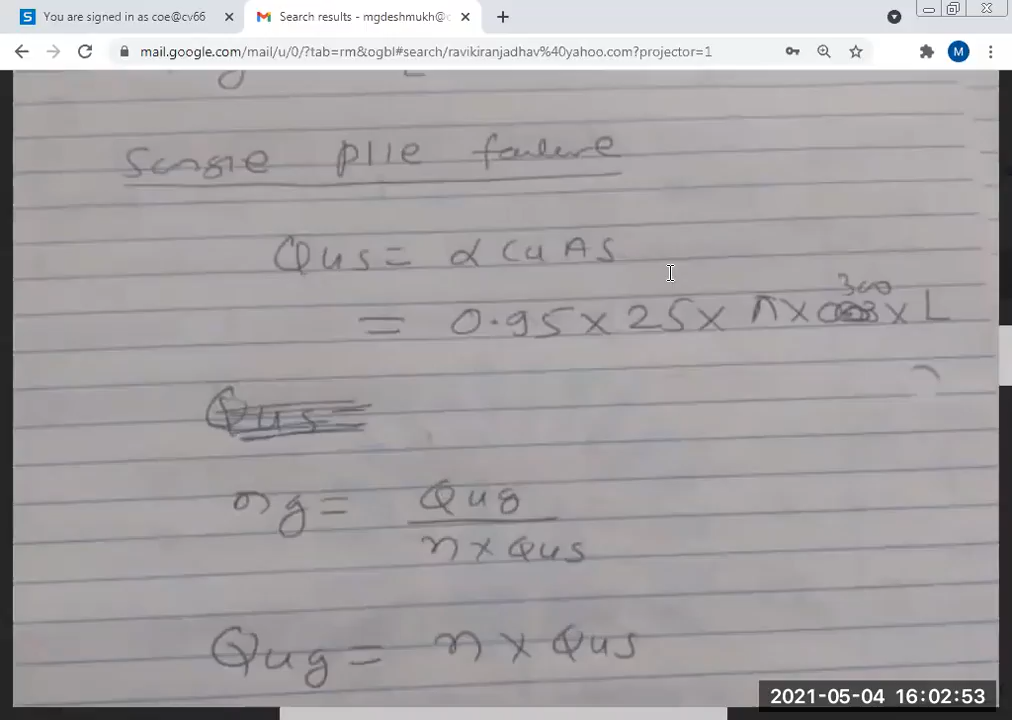 You are signed in as coe@cv66
Search results - mgdeshmukh@c
mail.google.com/mail/u/0/?tab=rm&ogbl#search/ravikiranjadhav%40yahoo.com?projector=1
M
Single pile failure
Qus = α Cu As
= 0.95 × 25 × π × 300 × L
ηg = Qug / n × Qus
Qug = n × Qus
2021-05-04 16:02:53